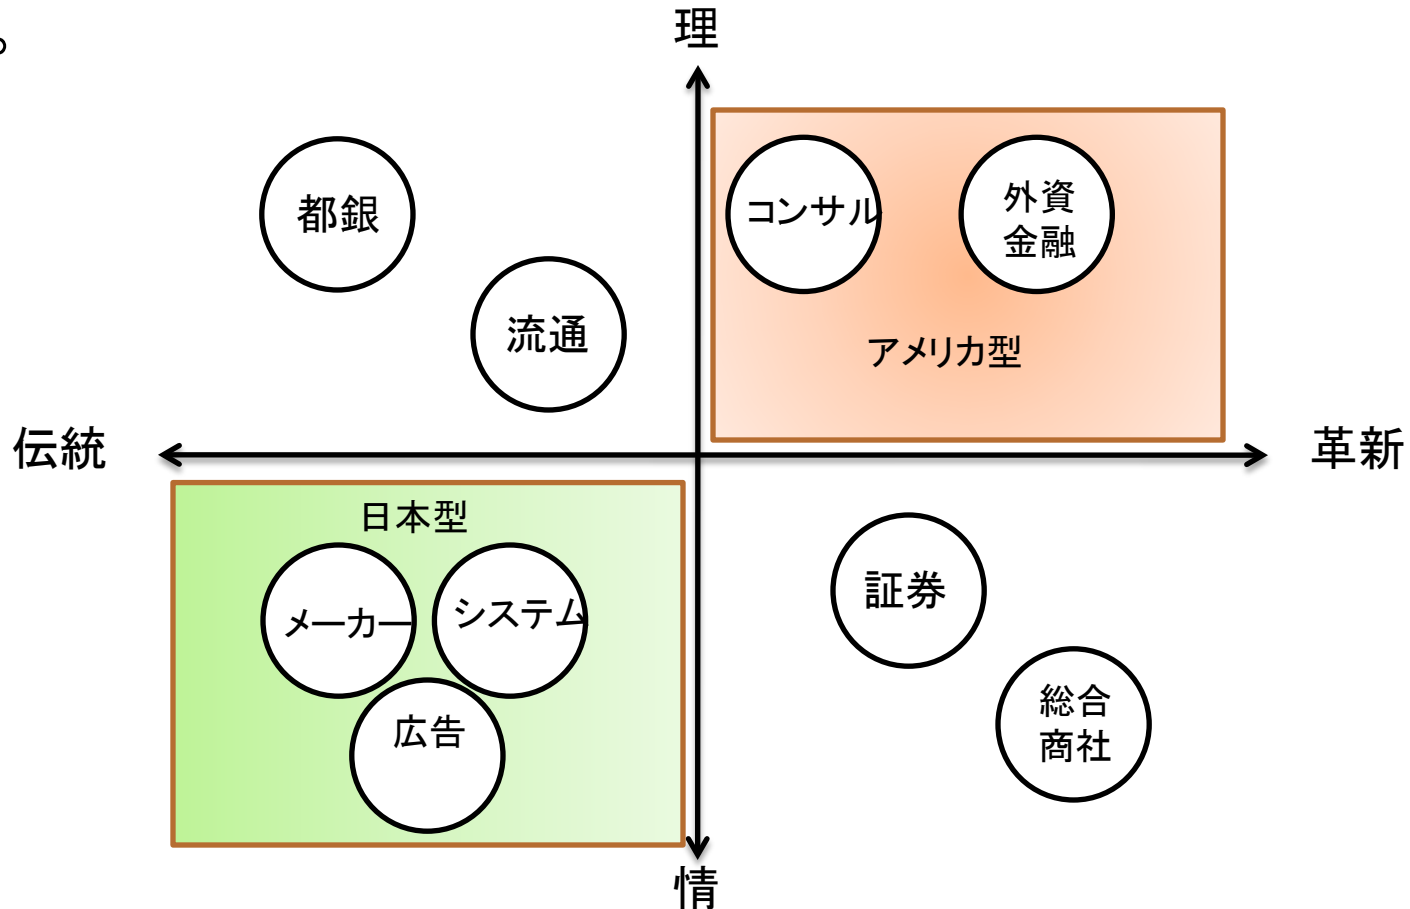 。
理
都銀
コンサル
外資
金融
流通
アメリカ型
伝統
革新
日本型
メーカー
システム
証券
広告
総合
商社
情